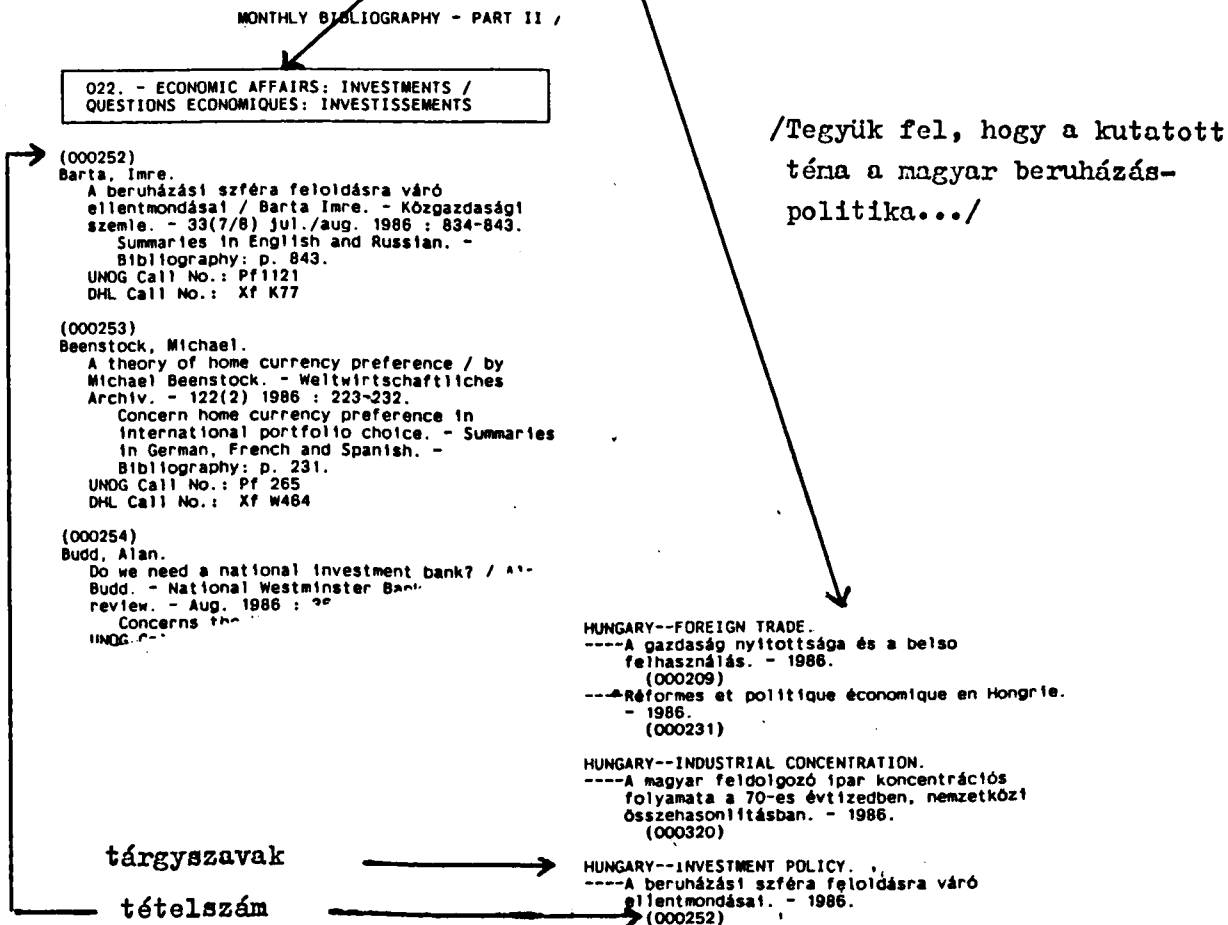 MONTHLY BIBLIOGRAPHY - PART II /
022. - ECONOMIC AFFAIRS: INVESTMENTS /
QUESTIONS ECONOMIQUES: INVESTISSEMENTS
/Tegyük fel, hogy a kutatott
téma a magyar beruházás-
politika.../
(000252)
Barta, Imre.
A beruházási szféra feloldásra váró
ellentmondásai / Barta Imre. - Közgazdasági
szemle. - 33(7/8) jul./aug. 1986 : 834-843.
Summaries in English and Russian. -
Bibliography: p. 843.
UNOG Call No.: Pf1121
DHL Call No.: Xf K77
(000253)
Beenstock, Michael.
A theory of home currency preference / by
Michael Beenstock. - Weltwirtschaftliches
Archiv. - 122(2) 1986 : 223-232.
Concern home currency preference in
international portfolio choice. - Summaries
in German, French and Spanish. -
Bibliography: p. 231.
UNOG Call No.: Pf 265
DHL Call No.: Xf W464
(000254)
Budd, Alan.
Do we need a national investment bank? /
Budd. - National Westminster
review. - Aug. 1986 :
Concerns
UNOG
HUNGARY--FOREIGN TRADE.
----A gazdaság nyitottsága és a belso
felhasználás. - 1986.
(000209)
----Réformes et politique économique en Hongrie.
- 1986.
(000231)
HUNGARY--INDUSTRIAL CONCENTRATION.
----A magyar feldolgozó ipar koncentrációs
folyamata a 70-es évtizedben, nemzetközi
összehasonlításban. - 1986.
(000320)
tárgyszavak
HUNGARY--INVESTMENT POLICY.
----A beruházási szféra feloldásra váró
ellentmondásai. - 1986.
tételszám
(000252)